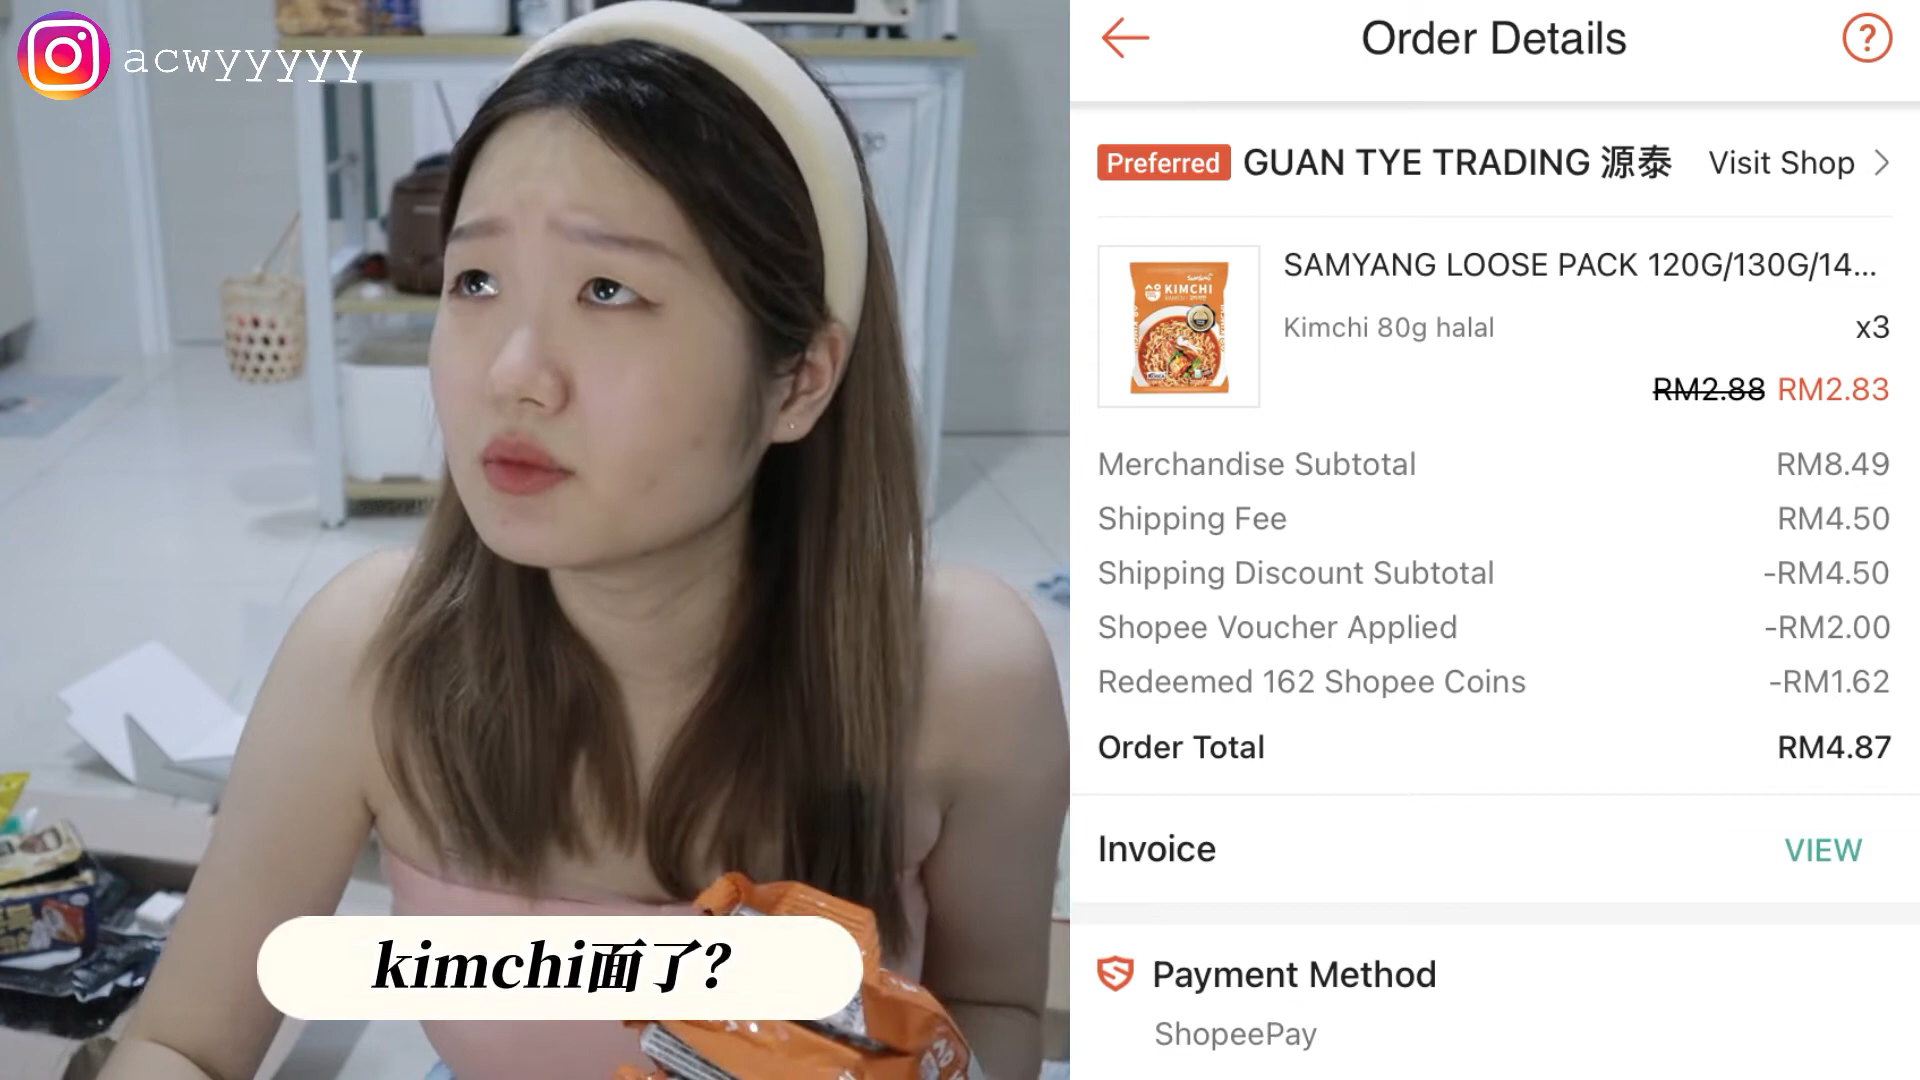 acwyyyyy
kimchi面了?
Order Details
?
Preferred GUAN TYE TRADING 源泰 Visit Shop
KIMCHI
SAMYANG LOOSE PACK 120G/130G/14...
Kimchi 80g halal x3
RM2.88 RM2.83
Merchandise Subtotal RM8.49
Shipping Fee RM4.50
Shipping Discount Subtotal -RM4.50
Shopee Voucher Applied -RM2.00
Redeemed 162 Shopee Coins -RM1.62
Order Total RM4.87
Invoice VIEW
Payment Method
ShopeePay